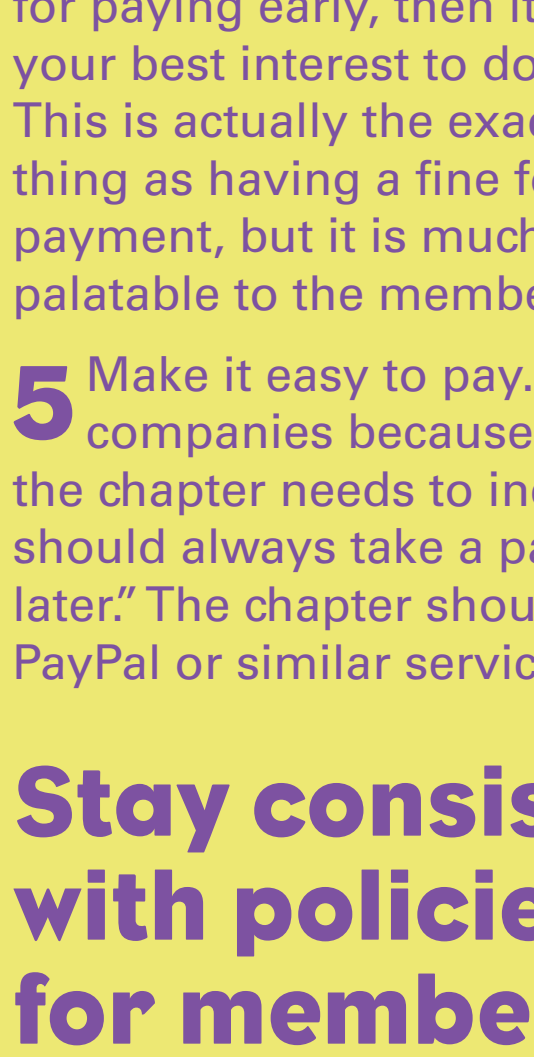 for paying early, then it
your best interest to do
This is actually the exac
thing as having a fine f
payment, but it is much
palatable to the membe
5 Make it easy to pay.
companies because
the chapter needs to in
should always take a pa
later.” The chapter shou
PayPal or similar servic
Stay consis
with policie
for membe